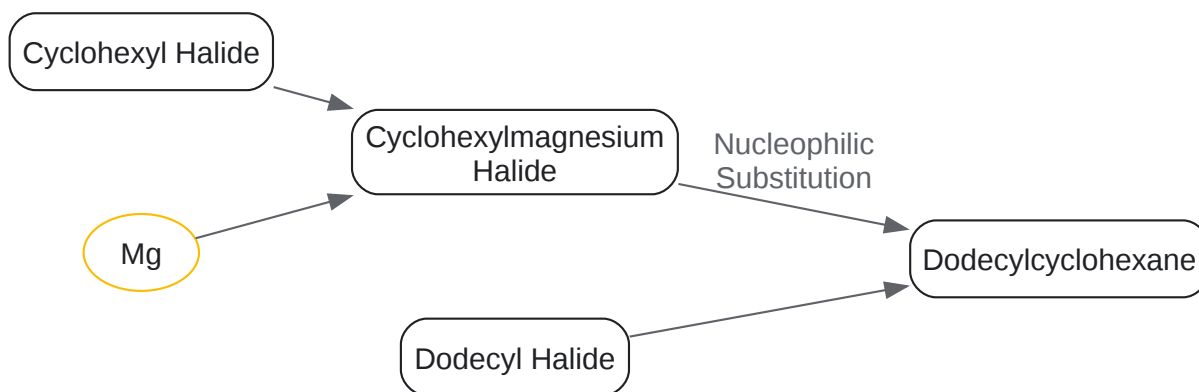 Cyclohexyl Halide
Cyclohexylmagnesium
Halide
Nucleophilic
Substitution
Mg
Dodecylcyclohexane
Dodecyl Halide